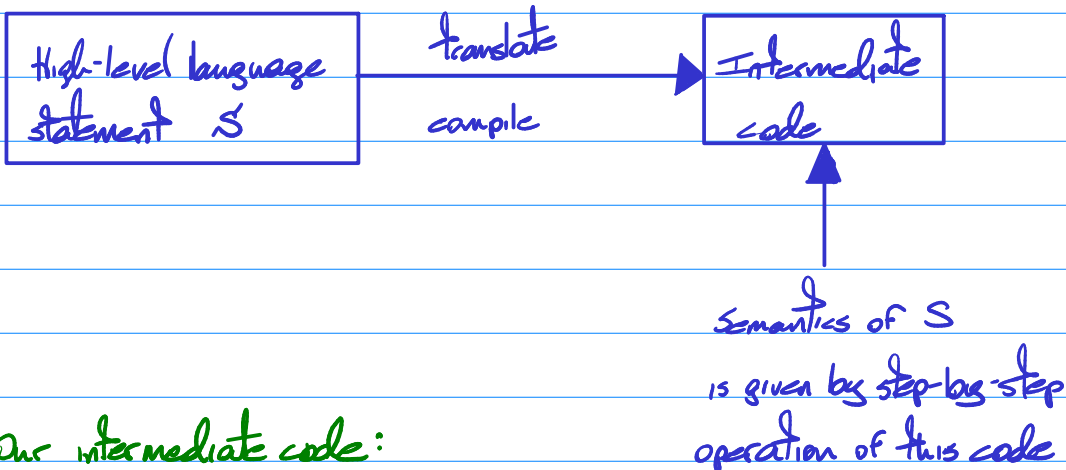 High-level language
statement S
translate
compile
Intermediate
code
Semantics of S
is given by step-by-step
operation of this code
Our intermediate code: